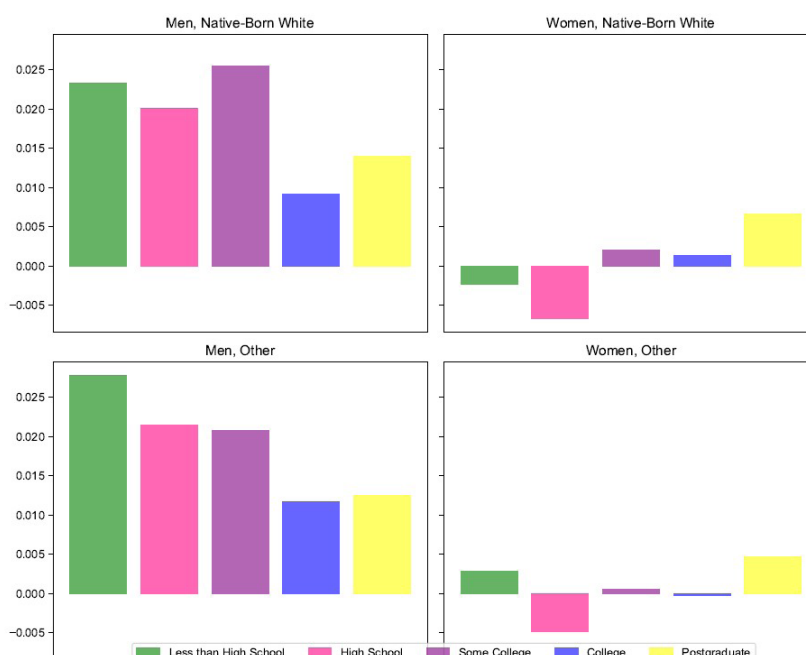 Men, Native-Born White
Women, Native-Born White
0.025
0.020
0.015
0.010
0.005
0.000
−0.005
Men, Other
Women, Other
0.025
0.020
0.015
0.010
0.005
0.000
−0.005
Less than High School
High School
Some College
College
Postgraduate